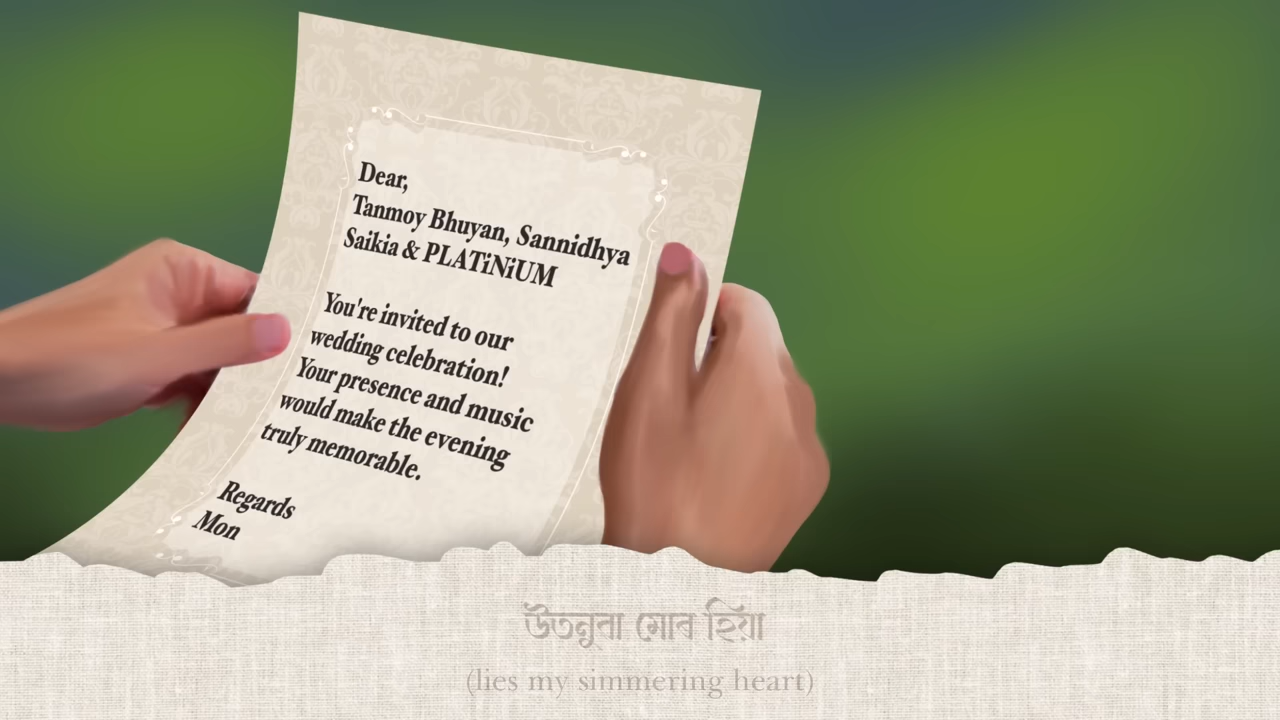 Dear,
Tanmoy Bhuyan, Sannidhya
Saikia & PLATiNiUM
You're invited to our
wedding celebration!
Your presence and music
would make the evening
truly memorable.
Regards
Mon
উতনুৱা মোৰ হিয়া
(lies my simmering heart)